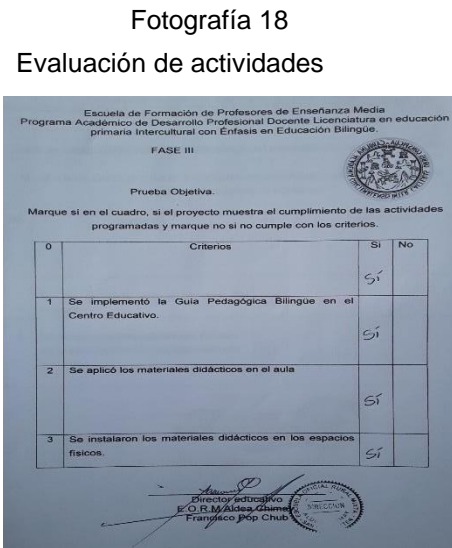 Fotografía 18
Evaluación de actividades
Escuela de Formación de Profesores de Enseñanza Media
Programa Académico de Desarrollo Profesional Docente Licenciatura en educación
primaria Intercultural con Énfasis en Educación Bilingüe.
FASE III
Prueba Objetiva.
Marque si en el cuadro, si el proyecto muestra el cumplimiento de las actividades
programadas y marque no si no cumple con los criterios.
0 Criterios Si No
Sí
1 Se implementó la Guía Pedagógica Bilingüe en el
Centro Educativo.
Sí
2 Se aplicó los materiales didácticos en el aula
Sí
3 Se instalaron los materiales didácticos en los espacios
físicos.
Sí
Director educativo
E.O.R.M Aldea Chime
Francisco Pop Chub
OFICIAL RURAL
DIRECCION